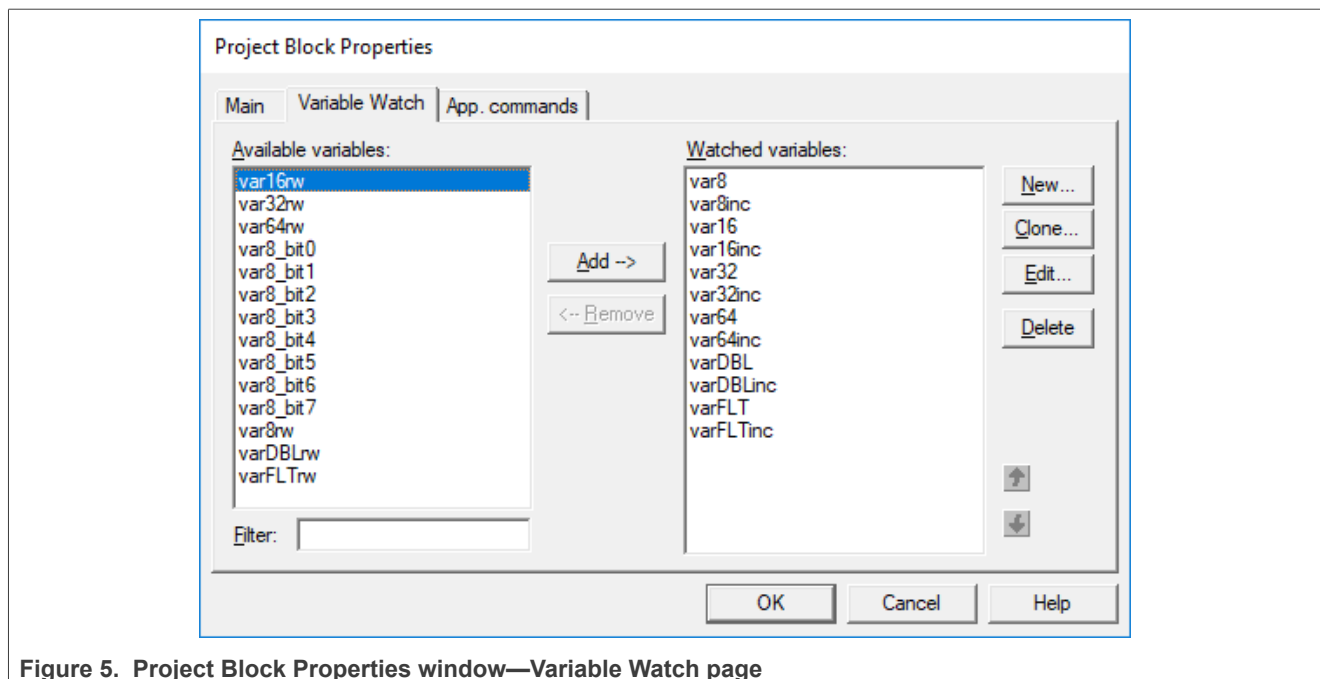 Project Block Properties
Main Variable Watch App. commands
Available variables:
var16rw
var32rw
var64rw
var8_bit0
var8_bit1
var8_bit2
var8_bit3
var8_bit4
var8_bit5
var8_bit6
var8_bit7
var8rw
varDBLrw
varFLTrw
Filter:
Add -->
<-- Remove
Watched variables:
var8
var8inc
var16
var16inc
var32
var32inc
var64
var64inc
varDBL
varDBLinc
varFLT
varFLTinc
New...
Clone...
Edit...
Delete
OK Cancel Help
Figure 5. Project Block Properties window—Variable Watch page